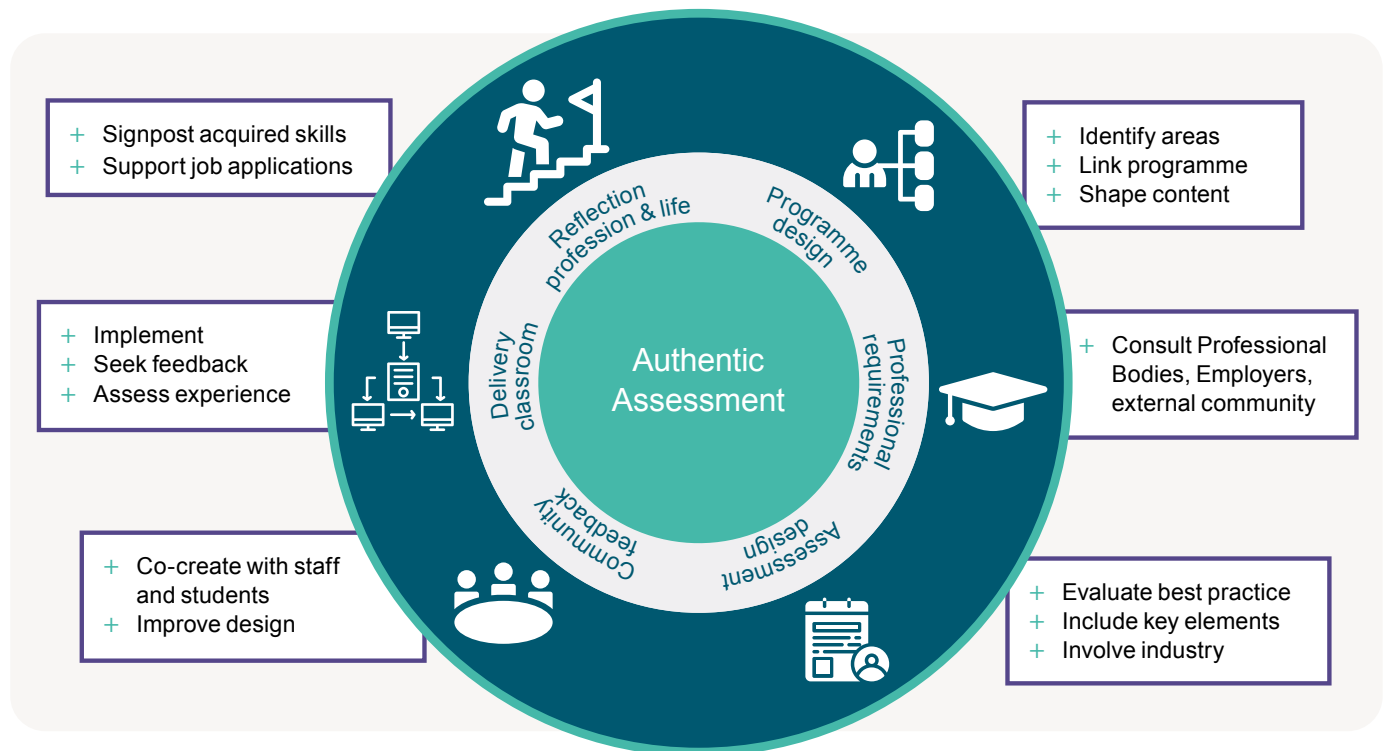 + Signpost acquired skills
+ Support job applications
+ Implement
+ Seek feedback
+ Assess experience
+ Co-create with staff
and students
+ Improve design
Reflection
profession & life
Programme
design
Delivery
classroom
Authentic
Assessment
Professional
requirements
Community
feedback
Assessment
design
+ Identify areas
+ Link programme
+ Shape content
+ Consult Professional
Bodies, Employers,
external community
+ Evaluate best practice
+ Include key elements
+ Involve industry